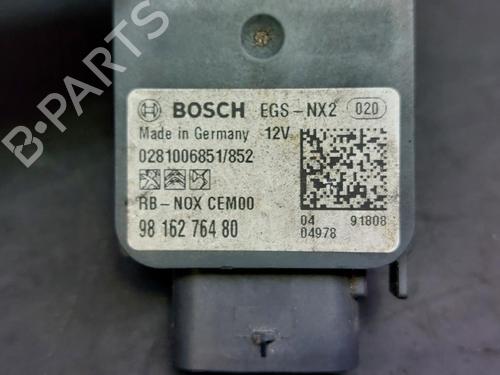 BOSCH EGS-NX2 020
Made in Germany 12V
0281006851/852
RB-NOX CEM00
98 162 764 80
04 91808
04978
B-PARTS